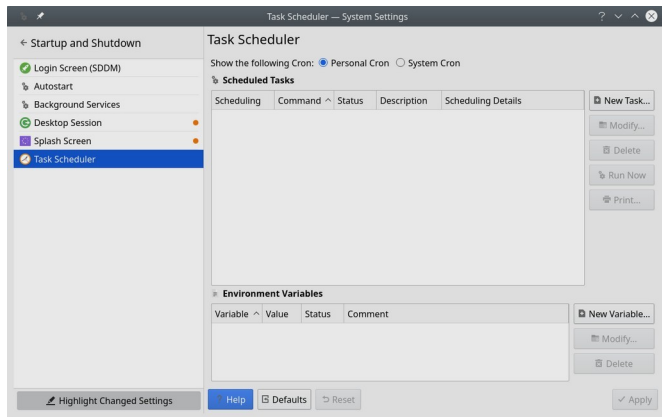 Task Scheduler — System Settings
← Startup and Shutdown
Login Screen (SDDM)
Autostart
Background Services
Desktop Session
Splash Screen
Task Scheduler
Highlight Changed Settings
Task Scheduler
Show the following Cron: Personal Cron System Cron
Scheduled Tasks
Scheduling Command Status Description Scheduling Details
New Task...
Modify...
Delete
Run Now
Print...
Environment Variables
Variable Value Status Comment
New Variable...
Modify...
Delete
Help Defaults Reset Apply